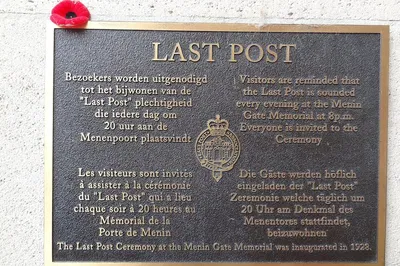 LAST POST
Bezoekers worden uitgenodigd
tot het bijwonen van de
"Last Post" plechtigheid
die iedere dag om
20 uur aan de
Menenpoort plaatsvindt
Visitors are reminded that
the Last Post is sounded
every evening at the Menin
Gate Memorial at 8p.m.
Everyone is invited to the
Ceremony
Les visiteurs sont invités
à assister à la cérémonie
du "Last Post" qui a lieu
chaque soir à 20 heures au
Mémorial de la
Porte de Menin
Die Gäste werden höflich
eingeladen der "Last Post"
Zeremonie welche täglich um
20 Uhr am Denkmal des
Menentores stattfindet,
beizuwohnen
The Last Post Ceremony at the Menin Gate Memorial was inaugurated in 1928.